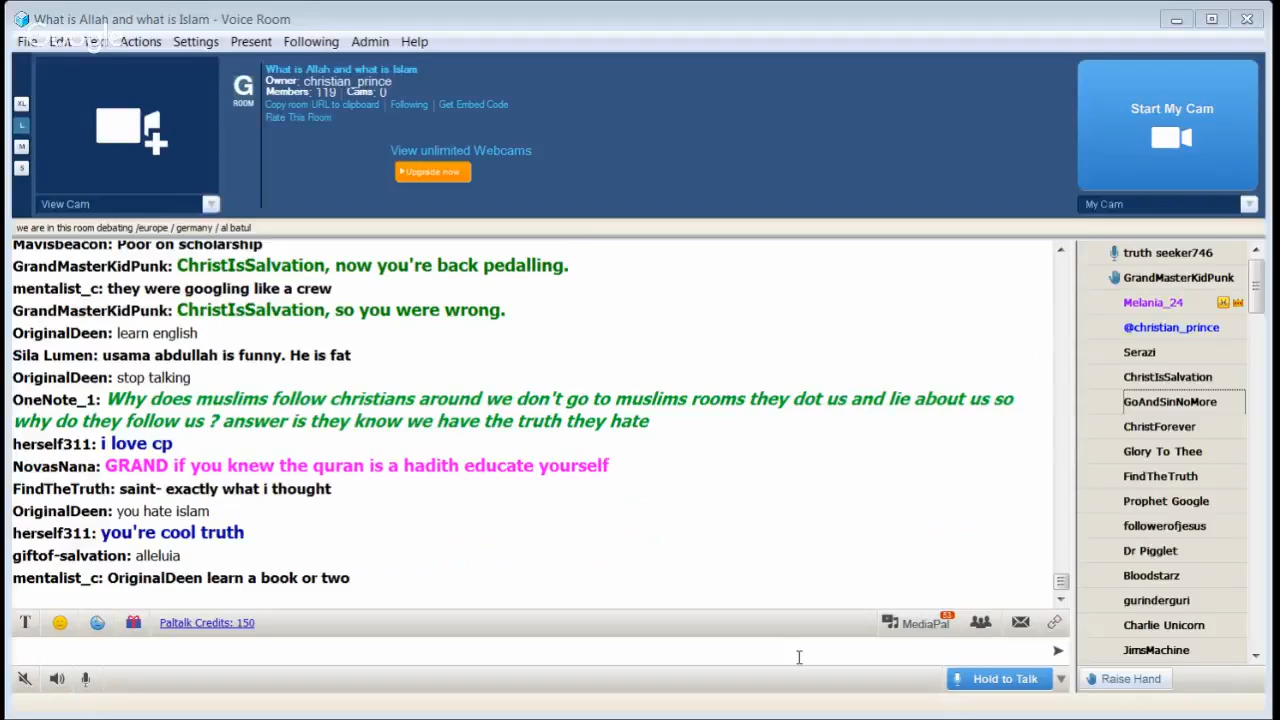 What is Allah and what is Islam - Voice Room
Google
File Edit Text Actions Settings Present Following Admin Help
XL
L
M
S
G
ROOM
What is Allah and what is Islam
Owner: christian_prince
Members: 119 Cams: 0
Copy room URL to clipboard | Following | Get Embed Code
Rate This Room
View unlimited Webcams
Upgrade now
Start My Cam
View Cam
My Cam
we are in this room debating /europe / germany / al batul
Mavisbeacon: Poor on scholarship
GrandMasterKidPunk: ChristIsSalvation, now you're back pedalling.
mentalist_c: they were googling like a crew
GrandMasterKidPunk: ChristIsSalvation, so you were wrong.
OriginalDeen: learn english
Sila Lumen: usama abdullah is funny. He is fat
OriginalDeen: stop talking
OneNote_1: Why does muslims follow christians around we don't go to muslims rooms they dot us and lie about us so
why do they follow us ? answer is they know we have the truth they hate
herself311: i love cp
NovasNana: GRAND if you knew the quran is a hadith educate yourself
FindTheTruth: saint- exactly what i thought
OriginalDeen: you hate islam
herself311: you're cool truth
giftof-salvation: alleluia
mentalist_c: OriginalDeen learn a book or two
truth seeker746
GrandMasterKidPunk
Melania_24
@christian_prince
Serazi
ChristIsSalvation
GoAndSinNoMore
ChristForever
Glory To Thee
FindTheTruth
Prophet Google
followerofjesus
Dr Pigglet
Bloodstarz
gurinderguri
Charlie Unicorn
JimsMachine
T
Paltalk Credits: 150
MediaPal
53
Hold to Talk
Raise Hand